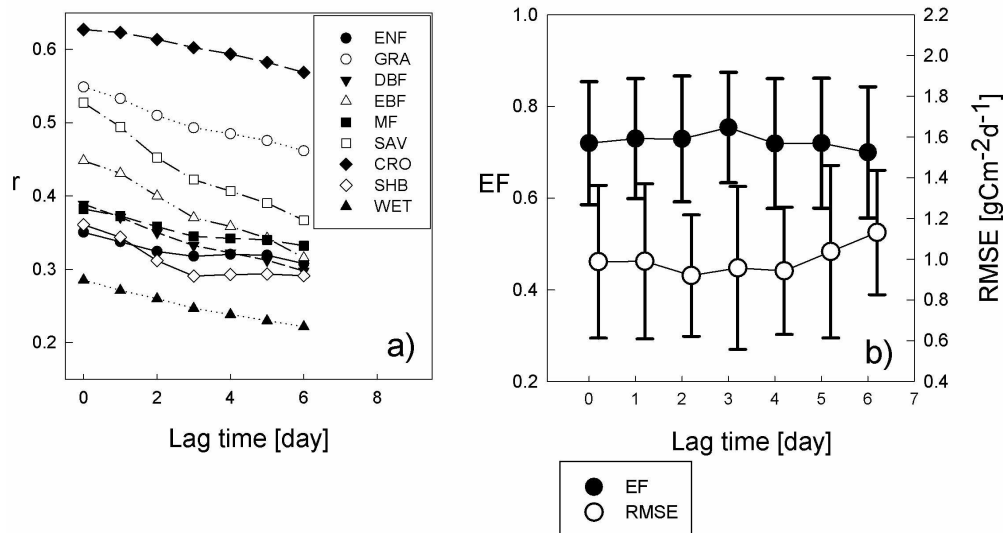 0.6
0.5
0.4
0.3
0.2
r
0 2 4 6 8
Lag time [day]
a)
ENF
GRA
DBF
EBF
MF
SAV
CRO
SHB
WET
1.0
0.8
0.6
0.4
0.2
EF
0 1 2 3 4 5 6 7
Lag time [day]
b)
2.2
2.0
1.8
1.6
1.4
1.2
1.0
0.8
0.6
0.4
RMSE [gCm-2d-1]
EF
RMSE